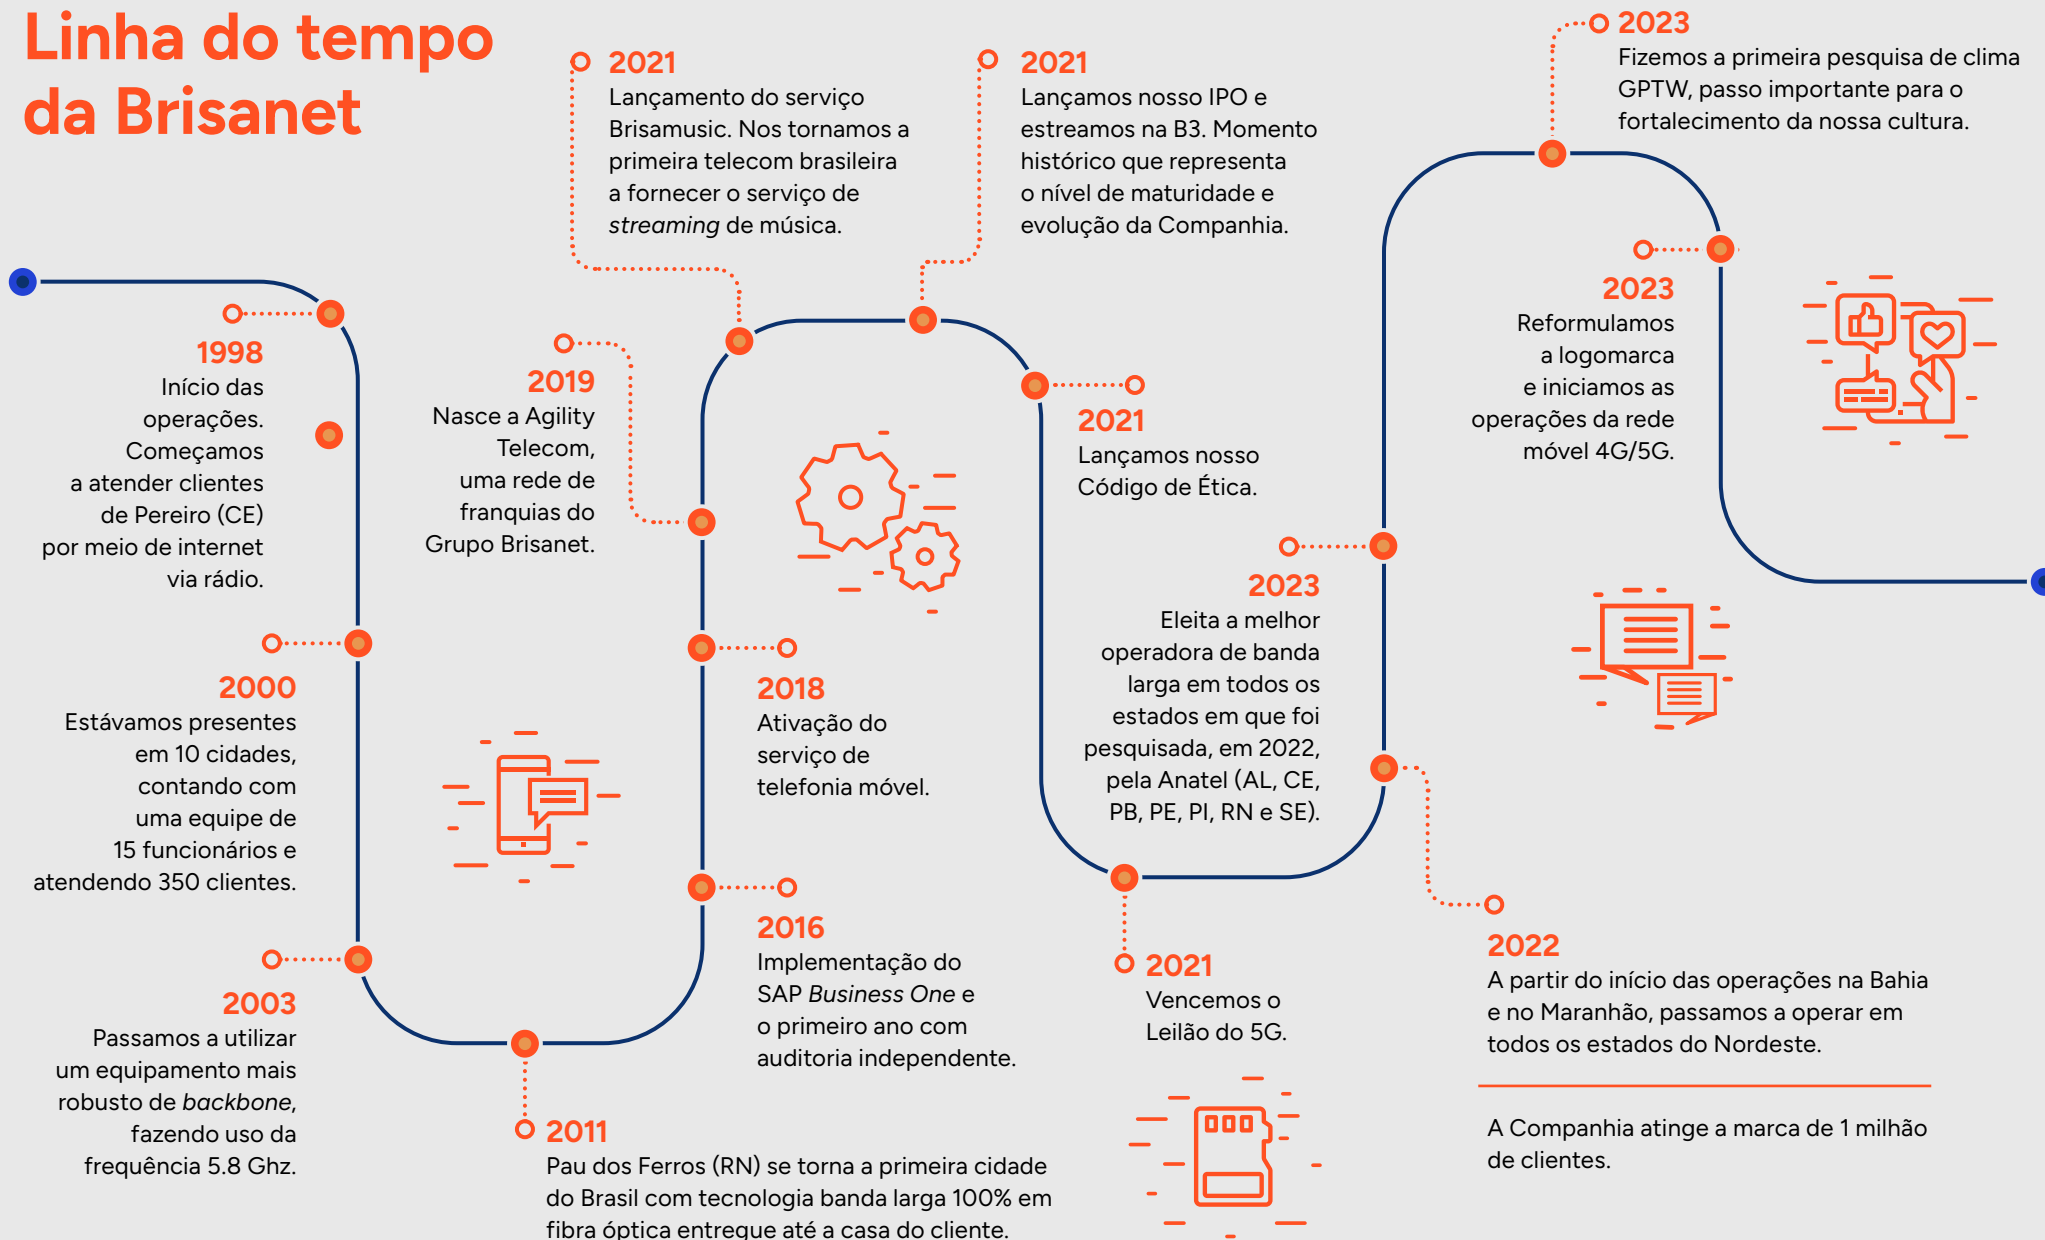 Linha do tempo
da Brisanet
1998
Início das
operações.
Começamos
a atender clientes
de Pereiro (CE)
por meio de internet
via rádio.
2000
Estávamos presentes
em 10 cidades,
contando com
uma equipe de
15 funcionários e
atendendo 350 clientes.
2003
Passamos a utilizar
um equipamento mais
robusto de backbone,
fazendo uso da
frequência 5.8 Ghz.
2011
Pau dos Ferros (RN) se torna a primeira cidade
do Brasil com tecnologia banda larga 100% em
fibra óptica entregue até a casa do cliente.
2016
Implementação do
SAP Business One e
o primeiro ano com
auditoria independente.
2018
Ativação do
serviço de
telefonia móvel.
2019
Nasce a Agility
Telecom,
uma rede de
franquias do
Grupo Brisanet.
2021
Lançamento do serviço
Brisamusic. Nos tornamos a
primeira telecom brasileira
a fornecer o serviço de
streaming de música.
2021
Lançamos nosso IPO e
estreamos na B3. Momento
histórico que representa
o nível de maturidade e
evolução da Companhia.
2021
Lançamos nosso
Código de Ética.
2021
Vencemos o
Leilão do 5G.
2022
A partir do início das operações na Bahia
e no Maranhão, passamos a operar em
todos os estados do Nordeste.
A Companhia atinge a marca de 1 milhão
de clientes.
2023
Eleita a melhor
operadora de banda
larga em todos os
estados em que foi
pesquisada, em 2022,
pela Anatel (AL, CE,
PB, PE, PI, RN e SE).
2023
Fizemos a primeira pesquisa de clima
GPTW, passo importante para o
fortalecimento da nossa cultura.
2023
Reformulamos
a logomarca
e iniciamos as
operações da rede
móvel 4G/5G.